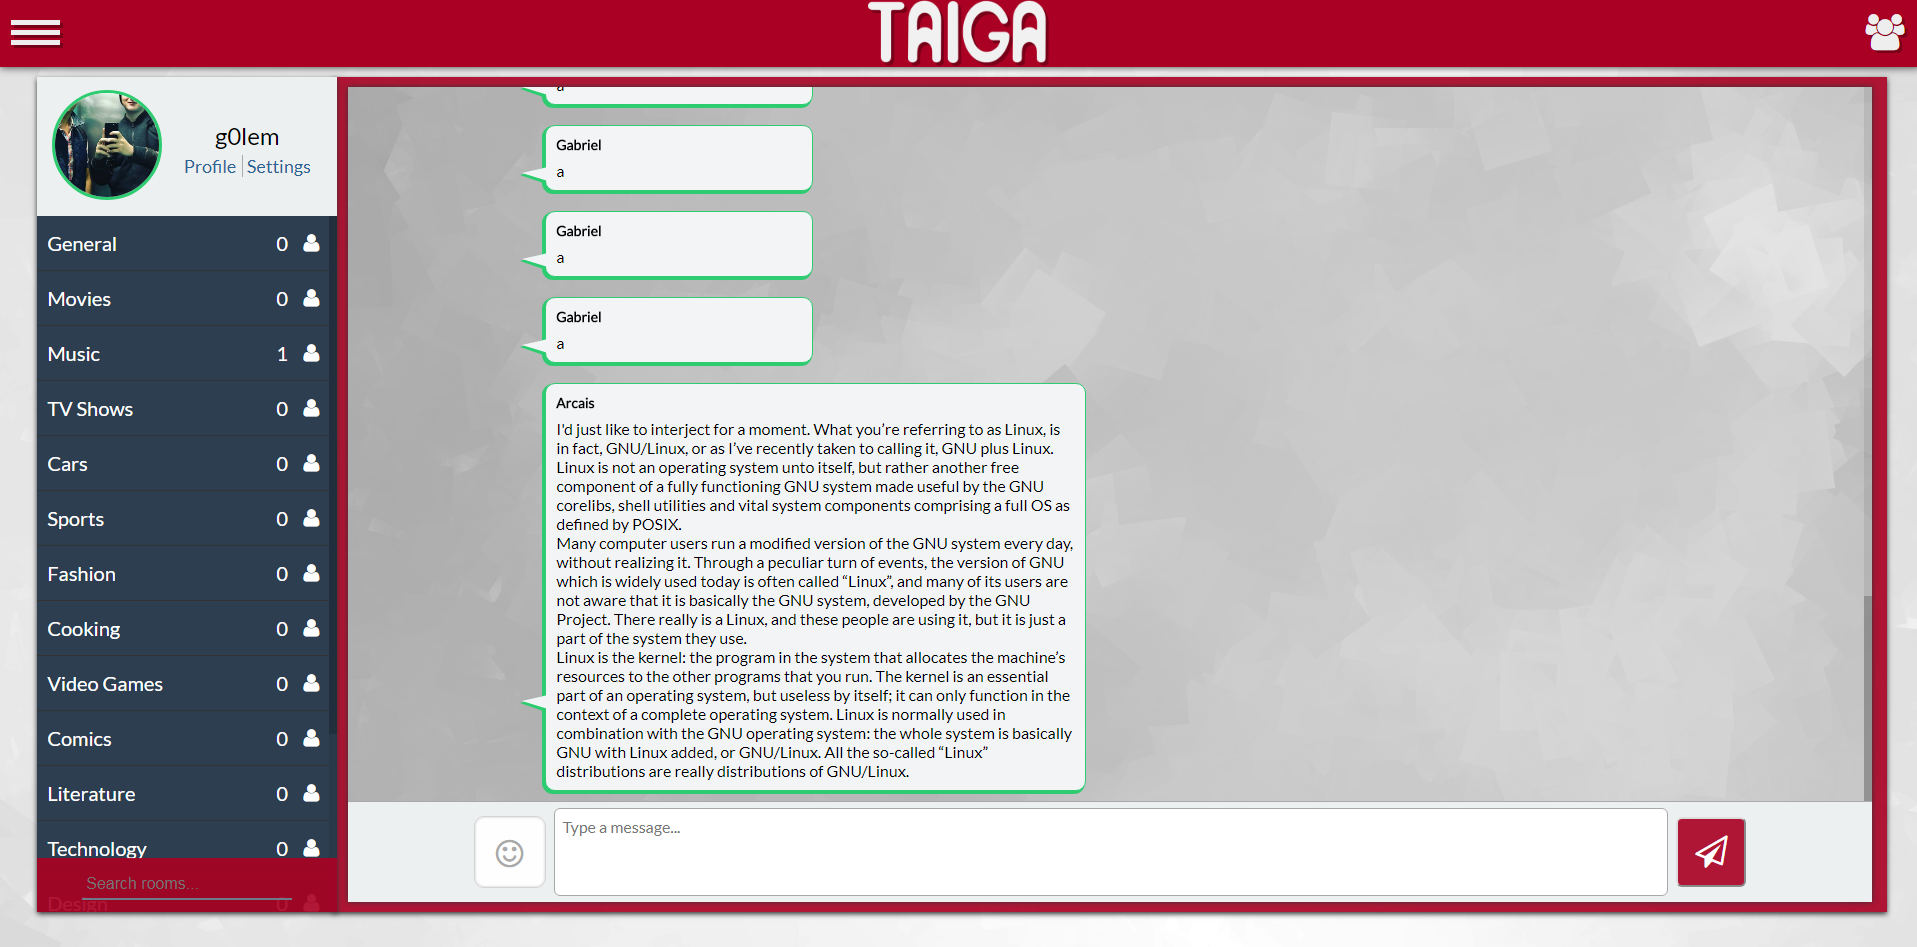 TAIGA
g0lem
Profile Settings
General 0
Movies 0
Music 1
TV Shows 0
Cars 0
Sports 0
Fashion 0
Cooking 0
Video Games 0
Comics 0
Literature 0
Technology 0
Search rooms...
Design 0
a
Gabriel
a
Gabriel
a
Gabriel
a
Arcais
I'd just like to interject for a moment. What you’re referring to as Linux, is
in fact, GNU/Linux, or as I’ve recently taken to calling it, GNU plus Linux.
Linux is not an operating system unto itself, but rather another free
component of a fully functioning GNU system made useful by the GNU
corelibs, shell utilities and vital system components comprising a full OS as
defined by POSIX.
Many computer users run a modified version of the GNU system every day,
without realizing it. Through a peculiar turn of events, the version of GNU
which is widely used today is often called “Linux”, and many of its users are
not aware that it is basically the GNU system, developed by the GNU
Project. There really is a Linux, and these people are using it, but it is just a
part of the system they use.
Linux is the kernel: the program in the system that allocates the machine’s
resources to the other programs that you run. The kernel is an essential
part of an operating system, but useless by itself; it can only function in the
context of a complete operating system. Linux is normally used in
combination with the GNU operating system: the whole system is basically
GNU with Linux added, or GNU/Linux. All the so-called “Linux”
distributions are really distributions of GNU/Linux.
Type a message...